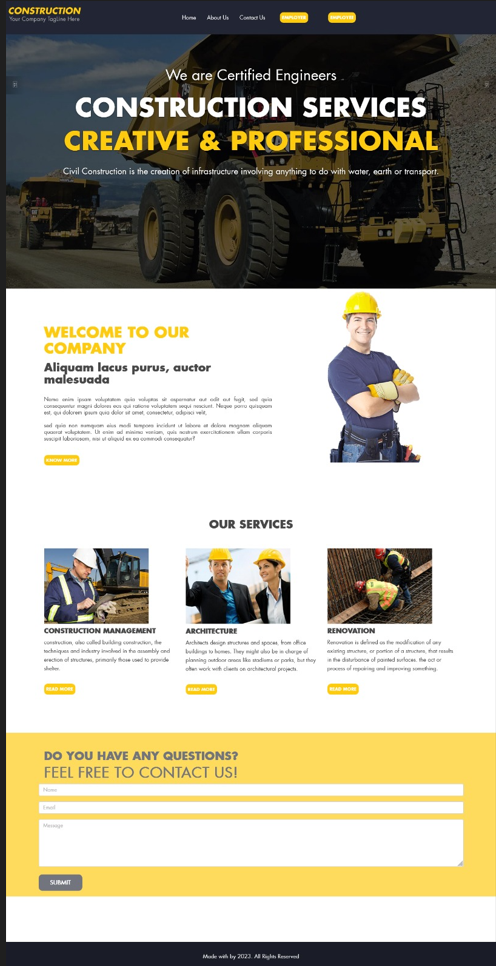 CONSTRUCTION
Your Company TagLine Here
Home About Us Contact Us EMPLOYER EMPLOYEE
We are Certified Engineers
CONSTRUCTION SERVICES
CREATIVE & PROFESSIONAL
Civil Construction is the creation of infrastructure involving anything to do with water, earth or transport.
WELCOME TO OUR
COMPANY
Aliquam lacus purus, auctor
malesuada
Nemo enim ipsam voluptatem quia voluptas sit aspernatur aut odit aut fugit, sed quia
consequuntur magni dolores eos qui ratione voluptatem sequi nesciunt. Neque porro quisquam
est, qui dolorem ipsum quia dolor sit amet, consectetur, adipisci velit,
sed quia non numquam eius modi tempora incidunt ut labore et dolore magnam aliquam
quaerat voluptatem. Ut enim ad minima veniam, quis nostrum exercitationem ullam corporis
suscipit laboriosam, nisi ut aliquid ex ea commodi consequatur?
KNOW MORE
OUR SERVICES
CONSTRUCTION MANAGEMENT
construction, also called building construction, the
techniques and industry involved in the assembly and
erection of structures, primarily those used to provide
shelter.
READ MORE
ARCHITECTURE
Architects design structures and spaces, from office
buildings to homes. They might also be in charge of
planning outdoor areas like stadiums or parks, but they
often work with clients on architectural projects.
READ MORE
RENOVATION
Renovation is defined as the modification of any
existing structure, or portion of a structure, that results
in the disturbance of painted surfaces. the act or
process of repairing and improving something.
READ MORE
DO YOU HAVE ANY QUESTIONS?
FEEL FREE TO CONTACT US!
Name
Email
Message
SUBMIT
Made with by 2023. All Rights Reserved